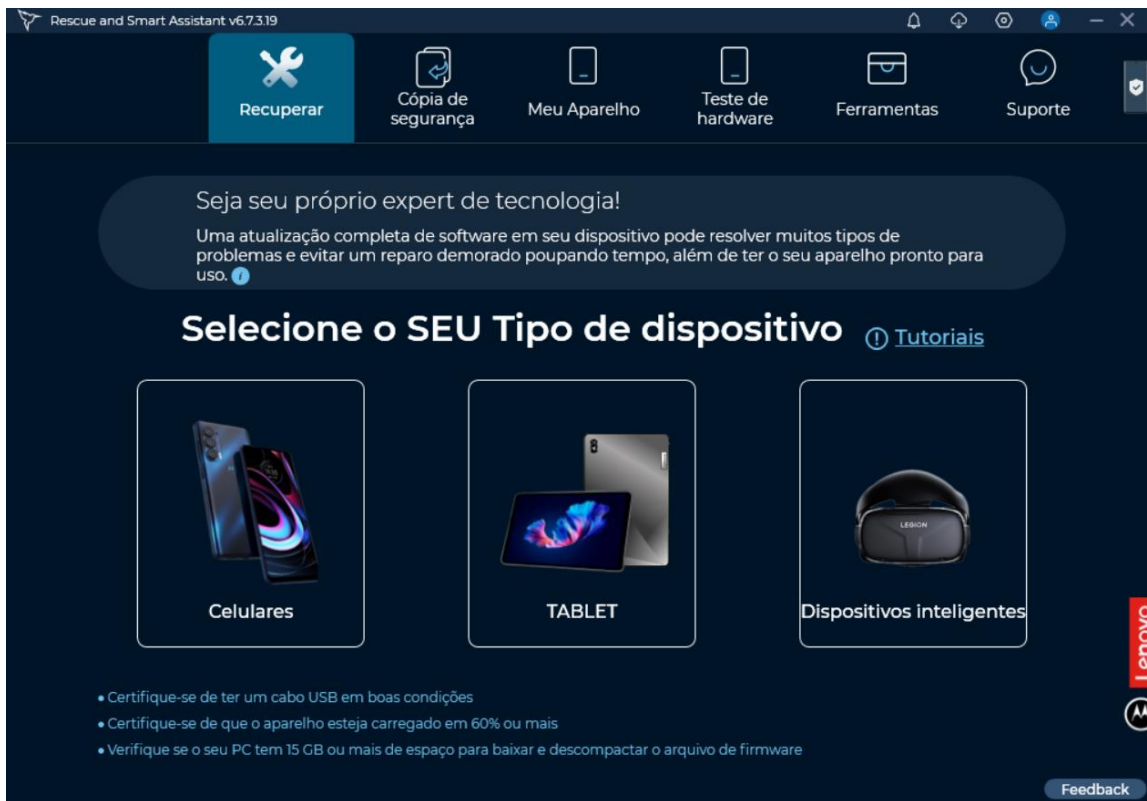 Rescue and Smart Assistant v6.7.3.19
Recuperar
Cópia de
segurança
Meu Aparelho
Teste de
hardware
Ferramentas
Suporte
Seja seu próprio expert de tecnologia!
Uma atualização completa de software em seu dispositivo pode resolver muitos tipos de
problemas e evitar um reparo demorado poupando tempo, além de ter o seu aparelho pronto para
uso.
Selecione o SEU Tipo de dispositivo
Tutoriais
LEGION
Celulares
TABLET
Dispositivos inteligentes
Lenovo
• Certifique-se de ter um cabo USB em boas condições
• Certifique-se de que o aparelho esteja carregado em 60% ou mais
• Verifique se o seu PC tem 15 GB ou mais de espaço para baixar e descompactar o arquivo de firmware
Feedback